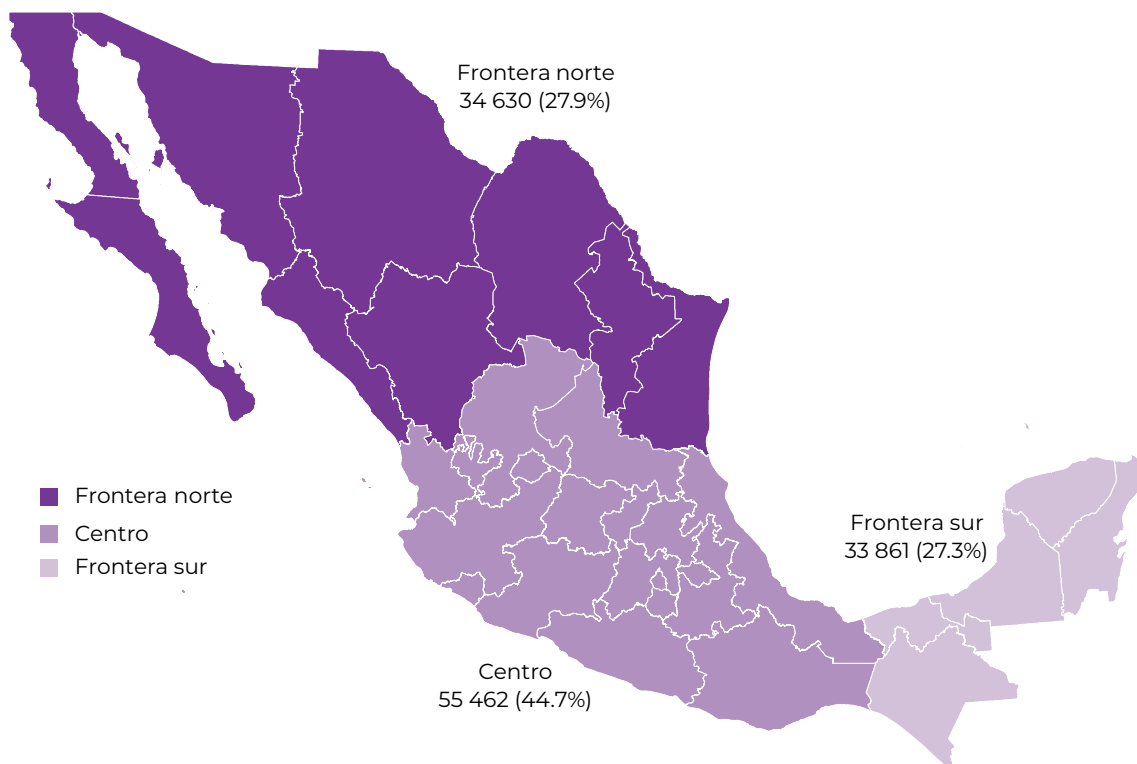 Frontera norte
34 630 (27.9%)
Frontera norte
Centro
Frontera sur
Frontera sur
33 861 (27.3%)
Centro
55 462 (44.7%)